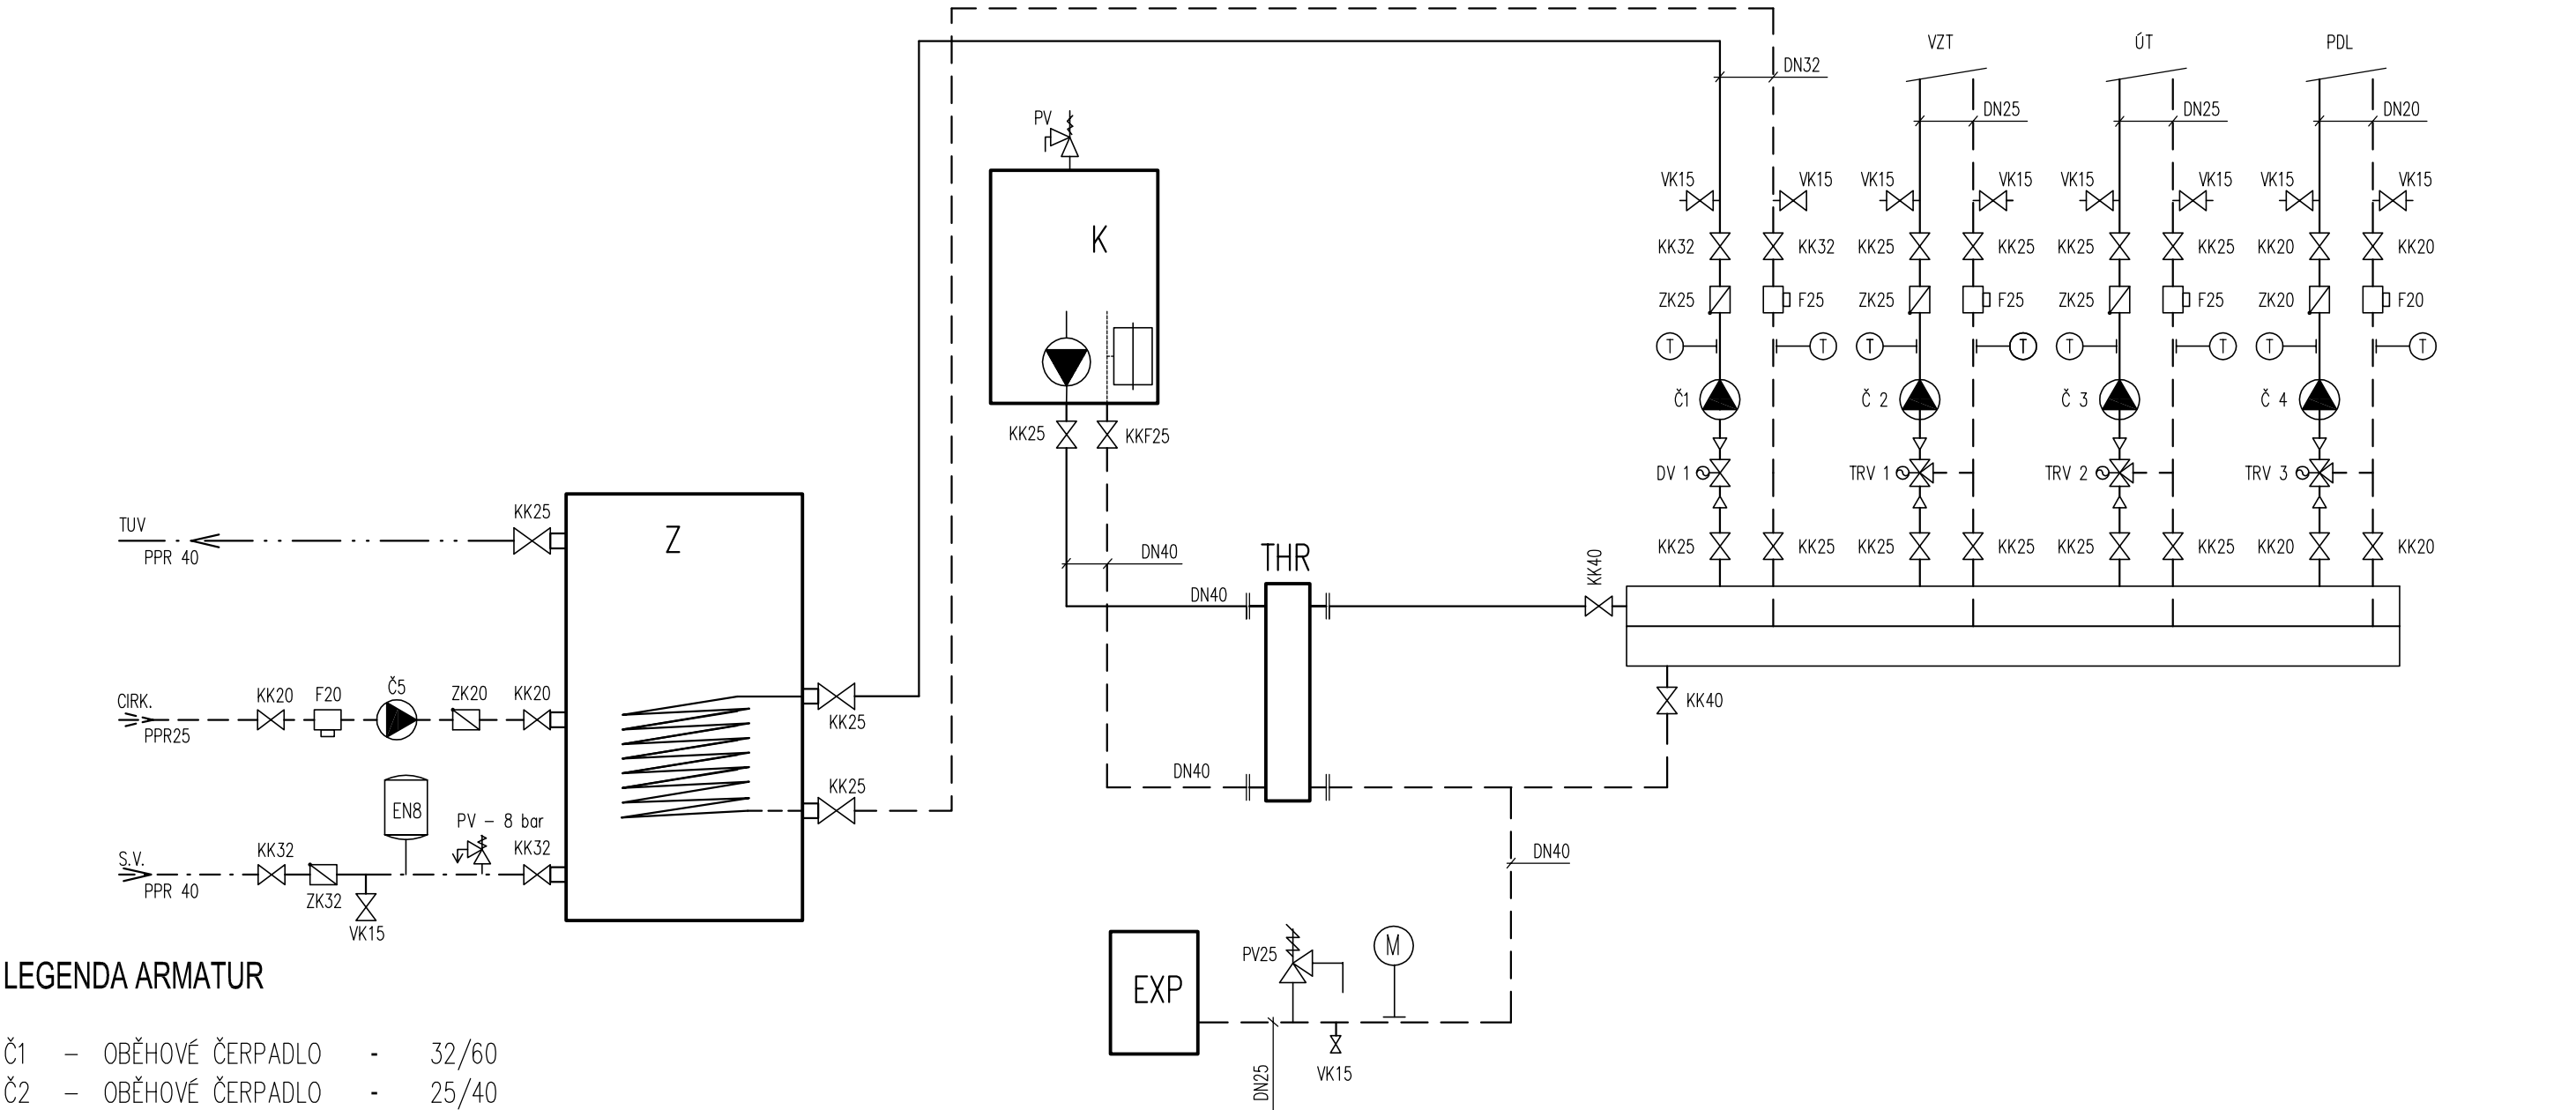 VZT ÚT PDL
DN32
DN25 DN25 DN20
PV
VK15 VK15 VK15 VK15 VK15 VK15 VK15 VK15
K
KK32 KK32 KK25 KK25 KK25 KK25 KK20 KK20
ZK25 F25 ZK25 F25 ZK25 F25 ZK20 F20
T T T T T T T T
Č1 Č 2 Č 3 Č 4
KK25 KKF25
DV 1 TRV 1 TRV 2 TRV 3
KK25
TUV
Z
PPR 40
DN40
THR
KK40
KK25 KK25 KK25 KK25 KK25 KK25 KK20 KK20
DN40
CIRK.
KK20 F20 Č5 ZK20 KK20
PPR25
KK25
KK40
DN40
KK25
EN8
PV – 8 bar
S.V.
KK32 KK32
PPR 40
ZK32
VK15
DN40
PV25 M
EXP
VK15
DN25
LEGENDA ARMATUR
Č1 – OBĚHOVÉ ČERPADLO - 32/60
Č2 – OBĚHOVÉ ČERPADLO - 25/40